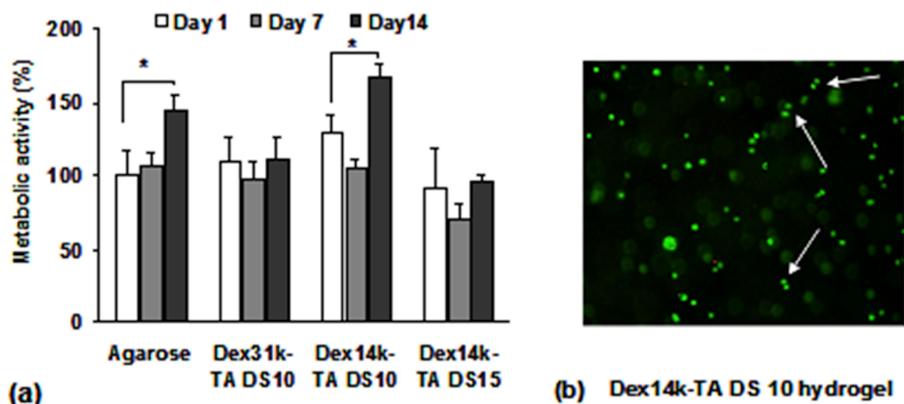 200
150
100
50
0
Metabolic activity (%)
Day 1 Day 7 Day14
*
*
Agarose Dex31k- Dex14k- Dex14k-
TA DS10 TA DS10 TA DS15
(a)
(b) Dex14k-TA DS 10 hydrogel